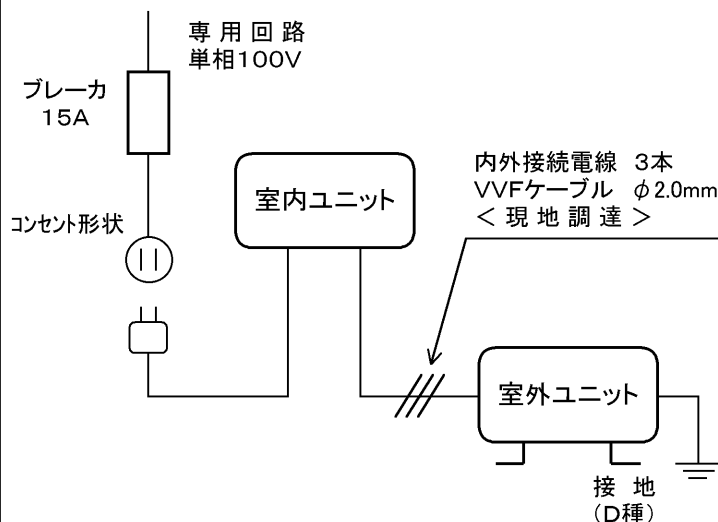 専用回路
単相100V
ブレーカ
15A
コンセント形状
室内ユニット
内外接続電線 3本
VVFケーブル φ2.0mm
＜現地調達＞
室外ユニット
接地
(D種)